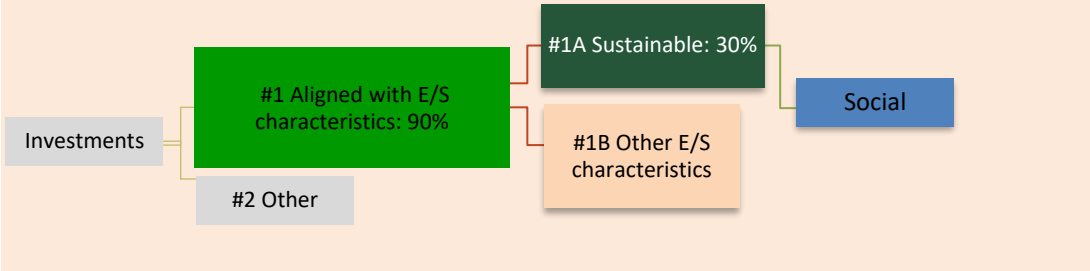 Investments
#1 Aligned with E/S
characteristics: 90%
#2 Other
#1A Sustainable: 30%
#1B Other E/S
characteristics
Social